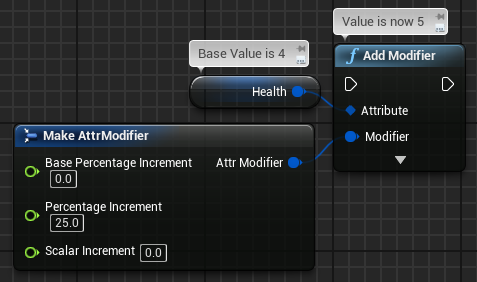 Value is now 5
Base Value is 4
Add Modifier
Health
Attribute
Modifier
Make AttrModifier
Base Percentage Increment
0.0
Attr Modifier
Percentage Increment
25.0
Scalar Increment 0.0